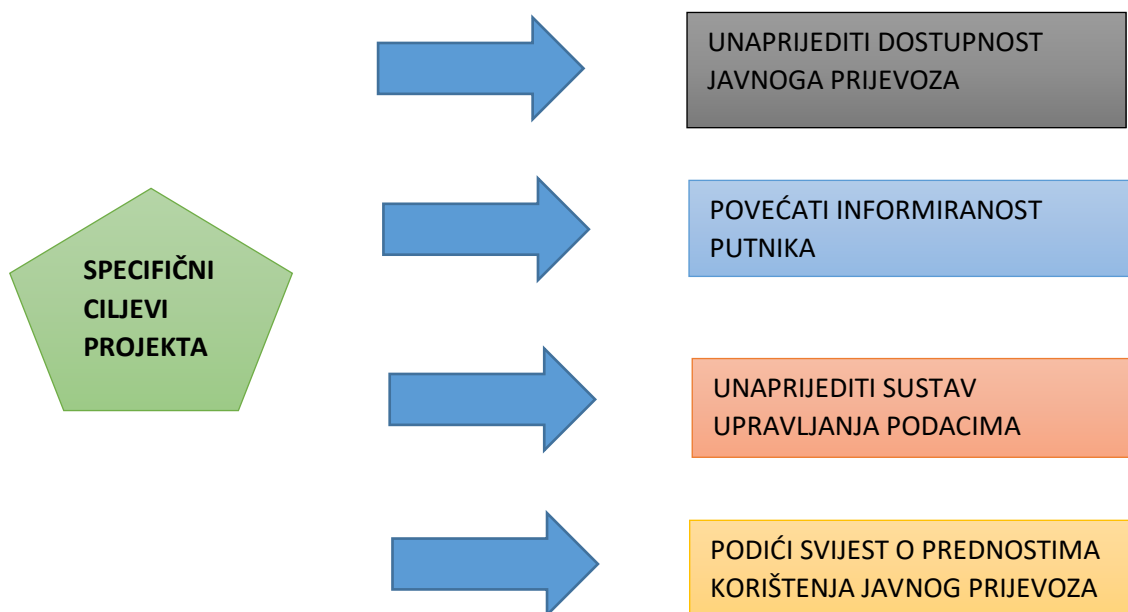 SPECIFIČNI
CILJEVI
PROJEKTA
UNAPRIJEDITI DOSTUPNOST
JAVNOGA PRIJEVOZA
POVEĆATI INFORMIRANOST
PUTNIKA
UNAPRIJEDITI SUSTAV
UPRAVLJANJA PODACIMA
PODIĆI SVIJEST O PREDNOSTIMA
KORIŠTENJA JAVNOG PRIJEVOZA